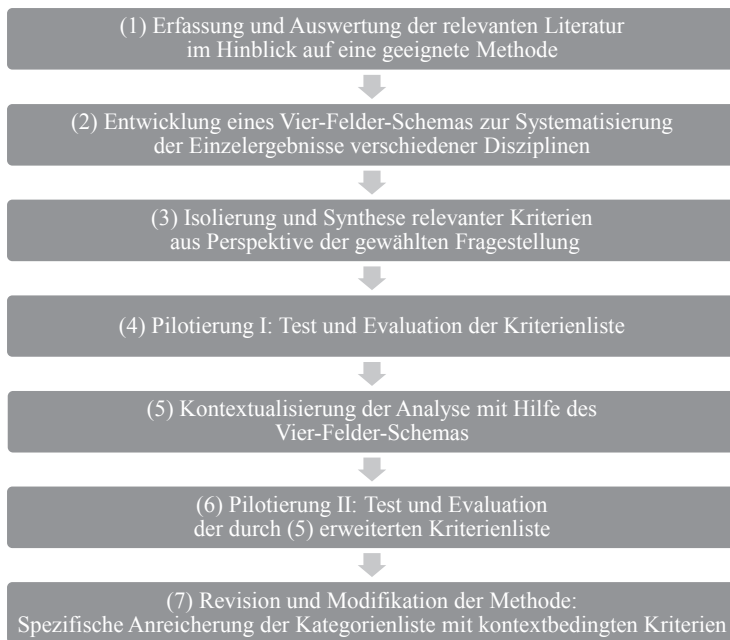 (1) Erfassung und Auswertung der relevanten Literatur
im Hinblick auf eine geeignete Methode
(2) Entwicklung eines Vier-Felder-Schemas zur Systematisierung
der Einzelergebnisse verschiedener Disziplinen
(3) Isolierung und Synthese relevanter Kriterien
aus Perspektive der gewählten Fragestellung
(4) Pilotierung I: Test und Evaluation der Kriterienliste
(5) Kontextualisierung der Analyse mit Hilfe des
Vier-Felder-Schemas
(6) Pilotierung II: Test und Evaluation
der durch (5) erweiterten Kriterienliste
(7) Revision und Modifikation der Methode:
Spezifische Anreicherung der Kategorienliste mit kontextbedingten Kriterien